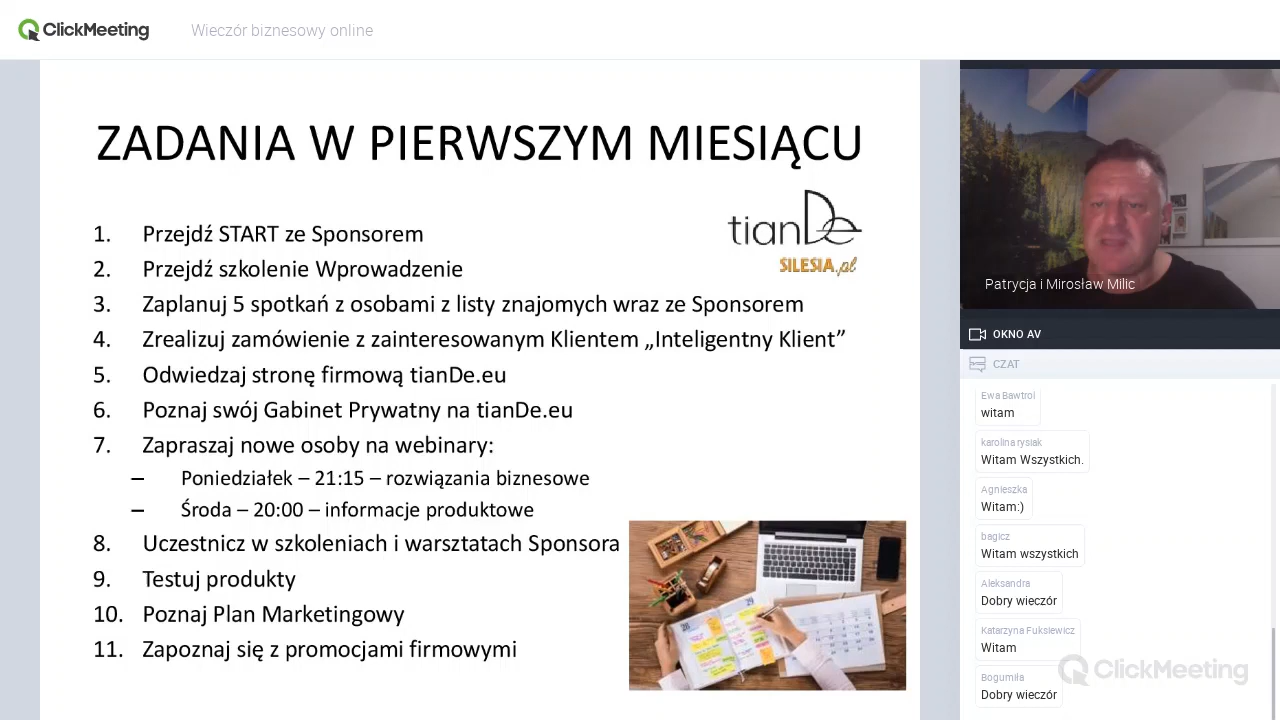 ClickMeeting
Wieczór biznesowy online
ZADANIA W PIERWSZYM MIESIĄCU
tianDe
SILESIA.pl
1. Przejdź START ze Sponsorem
2. Przejdź szkolenie Wprowadzenie
3. Zaplanuj 5 spotkań z osobami z listy znajomych wraz ze Sponsorem
4. Zrealizuj zamówienie z zainteresowanym Klientem „Inteligentny Klient”
5. Odwiedzaj stronę firmową tianDe.eu
6. Poznaj swój Gabinet Prywatny na tianDe.eu
7. Zapraszaj nowe osoby na webinary:
– Poniedziałek – 21:15 – rozwiązania biznesowe
– Środa – 20:00 – informacje produktowe
8. Uczestnicz w szkoleniach i warsztatach Sponsora
9. Testuj produkty
10. Poznaj Plan Marketingowy
11. Zapoznaj się z promocjami firmowymi
Patrycja i Mirosław Milic
OKNO AV
CZAT
Ewa Bawtrol
witam
karolina rysiak
Witam Wszystkich.
Agnieszka
Witam:)
bagicz
Witam wszystkich
Aleksandra
Dobry wieczór
Katarzyna Fuksiewicz
Witam
Bogumiła
Dobry wieczór
ClickMeeting